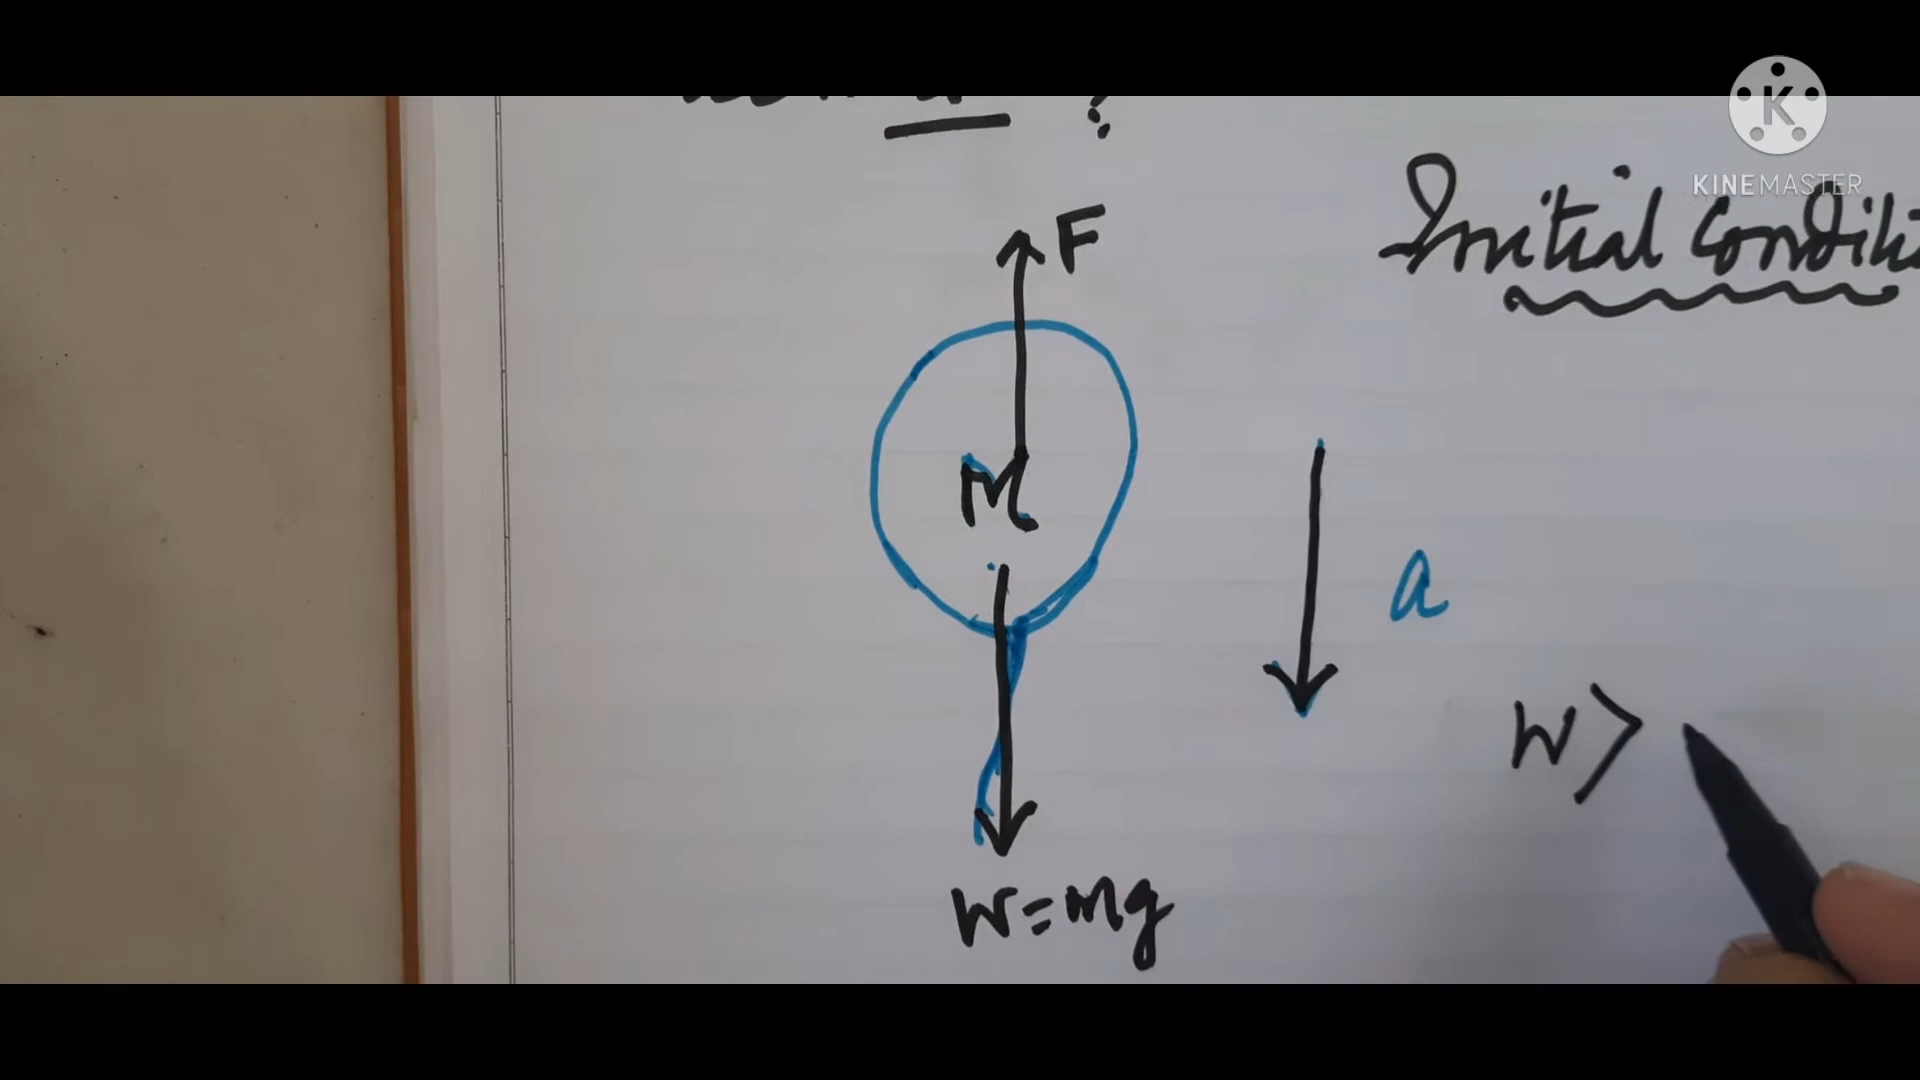 ?
KINEMASTER
Initial Conditi
F
M
a
W >
W = mg